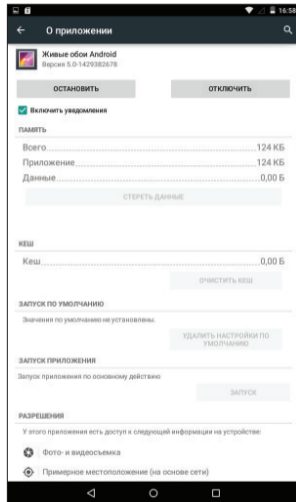 16:58
О приложении
Живые обои Android
Версия 5.0-1429382678
ОСТАНОВИТЬ
ОТКЛЮЧИТЬ
Включить уведомления
ПАМЯТЬ
Всего 124 КБ
Приложение 124 КБ
Данные 0,00 Б
СТЕРЕТЬ ДАННЫЕ
КЕШ
Кеш 0,00 Б
ОЧИСТИТЬ КЕШ
ЗАПУСК ПО УМОЛЧАНИЮ
Значения по умолчанию не установлены.
УДАЛИТЬ НАСТРОЙКИ ПО
УМОЛЧАНИЮ
ЗАПУСК ПРИЛОЖЕНИЯ
Запуск приложения по основному действию
ЗАПУСК
РАЗРЕШЕНИЯ
У этого приложения есть доступ к следующей информации на устройстве:
Фото- и видеосъемка
Примерное местоположение (на основе сети)